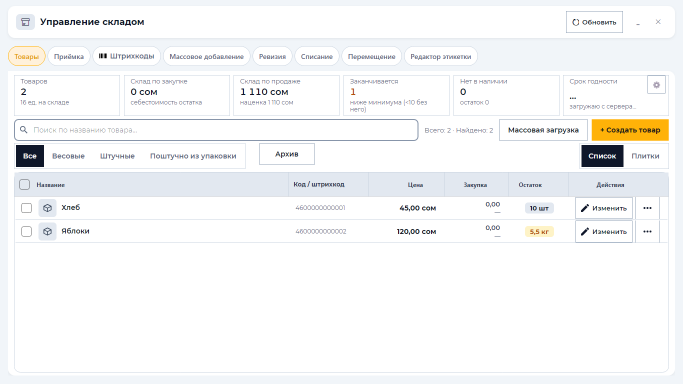 Управление складом
Обновить
Товары Приёмка Штрихкоды Массовое добавление Ревизия Списание Перемещение Редактор этикетки
Товаров
2
16 ед. на складе
Склад по закупке
0 сом
себестоимость остатка
Склад по продаже
1 110 сом
наценка 1 110 сом
Заканчивается
1
ниже минимума (<10 без
него)
Нет в наличии
0
остаток 0
Срок годности
...
загружаю с сервера...
Поиск по названию товара...
Всего: 2 · Найдено: 2
Массовая загрузка
+ Создать товар
Все Весовые Штучные Поштучно из упаковки
Архив
Список Плитки
Название Код / штрихкод Цена Закупка Остаток Действия
Хлеб 4600000000001 45,00 сом 0,00 10 шт Изменить •••
—
Яблоки 4600000000002 120,00 сом 0,00 5,5 кг Изменить •••
—